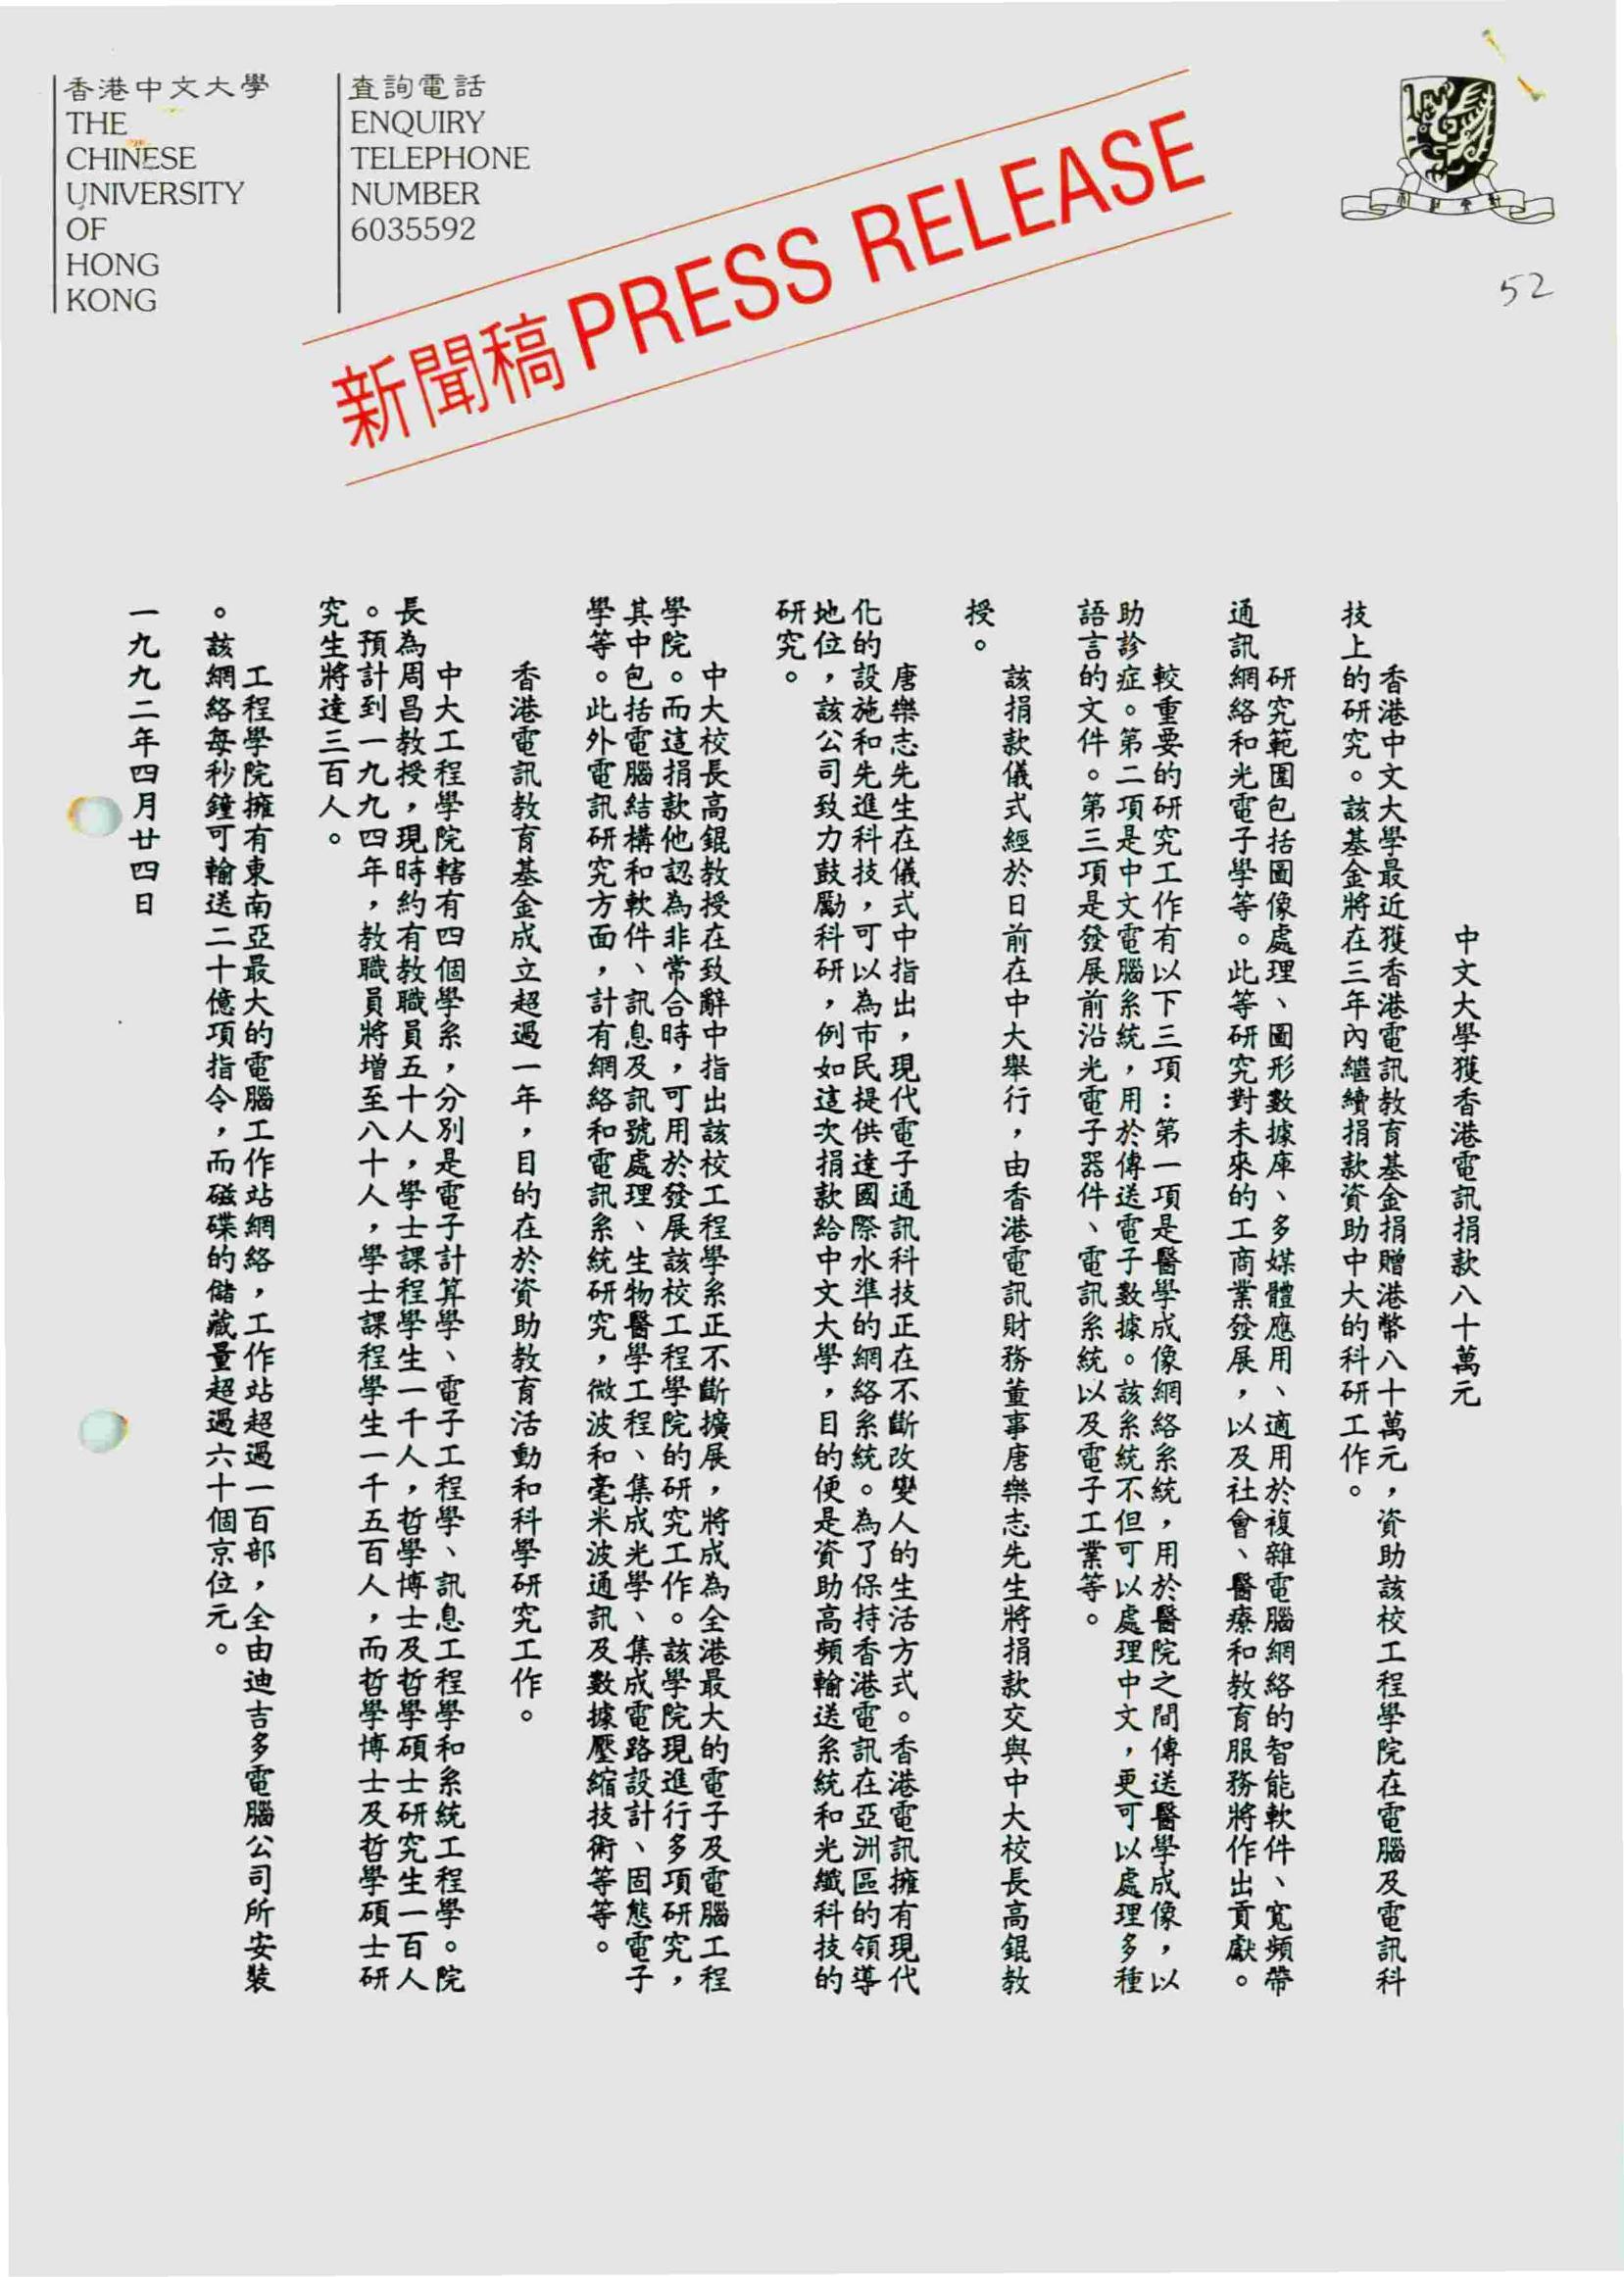 香港中文大學
THE
CHINESE
UNIVERSITY
OF
HONG
KONG
查詢電話
ENQUIRY
TELEPHONE
NUMBER
6035592
新聞稿 PRESS RELEASE
52
中文大學獲香港電訊捐款八十萬元
香港中文大學最近獲香港電訊教育基金捐贈港幣八十萬元，資助該校工程學院在電腦及電訊科
技上的研究。該基金將在三年內繼續捐款資助中大的科研工作。
研究範圍包括圖像處理、圖形數據庫、多媒體應用、適用於複雜電腦網絡的智能軟件、寬頻帶
通訊網絡和光電子學等。此等研究對未來的工商業發展，以及社會、醫療和教育服務將作出貢獻。
較重要的研究工作有以下三項：第一項是醫學成像網絡系統，用於醫院之間傳送醫學成像，以
助診症。第二項是中文電腦系統，用於傳送電子數據。該系統不但可以處理中文，更可以處理多種
語言的文件。第三項是發展前沿光電子器件、電訊系統以及電子工業等。
該捐款儀式經於日前在中大舉行，由香港電訊財務董事唐樂志先生將捐款交與中大校長高錕教
授。
唐樂志先生在儀式中指出，現代電子通訊科技正在不斷改變人的生活方式。香港電訊擁有現代
化的設施和先進科技，可以為市民提供達國際水準的網絡系統。為了保持香港電訊在亞洲區的領導
地位，該公司致力鼓勵科研，例如這次捐款給中文大學，目的便是資助高頻輸送系統和光纖科技的
研究。
中大校長高錕教授在致辭中指出該校工程學系正不斷擴展，將成為全港最大的電子及電腦工程
學院。而這捐款他認為非常合時，可用於發展該校工程學院的研究工作。該學院現進行多項研究，
其中包括電腦結構和軟件、訊息及訊號處理、生物醫學工程、集成光學、集成電路設計、固態電子
學等。此外電訊研究方面，計有網絡和電訊系統研究，微波和毫米波通訊及數據壓縮技術等等。
香港電訊教育基金成立超過一年，目的在於資助教育活動和科學研究工作。
中大工程學院轄有四個學系，分別是電子計算學、電子工程學、訊息工程學和系統工程學。院
長為周昌教授，現時約有教職員五十人，學士課程學生一千人，哲學博士及哲學碩士研究生一百人
。預計到一九九四年，教職員將增至八十人，學士課程學生一千五百人，而哲學博士及哲學碩士研
究生將達三百人。
工程學院擁有東南亞最大的電腦工作站網絡，工作站超過一百部，全由迪吉多電腦公司所安裝
。該網絡每秒鐘可輸送二十億項指令，而磁碟的儲藏量超過六十個京位元。
一九九二年四月廿四日